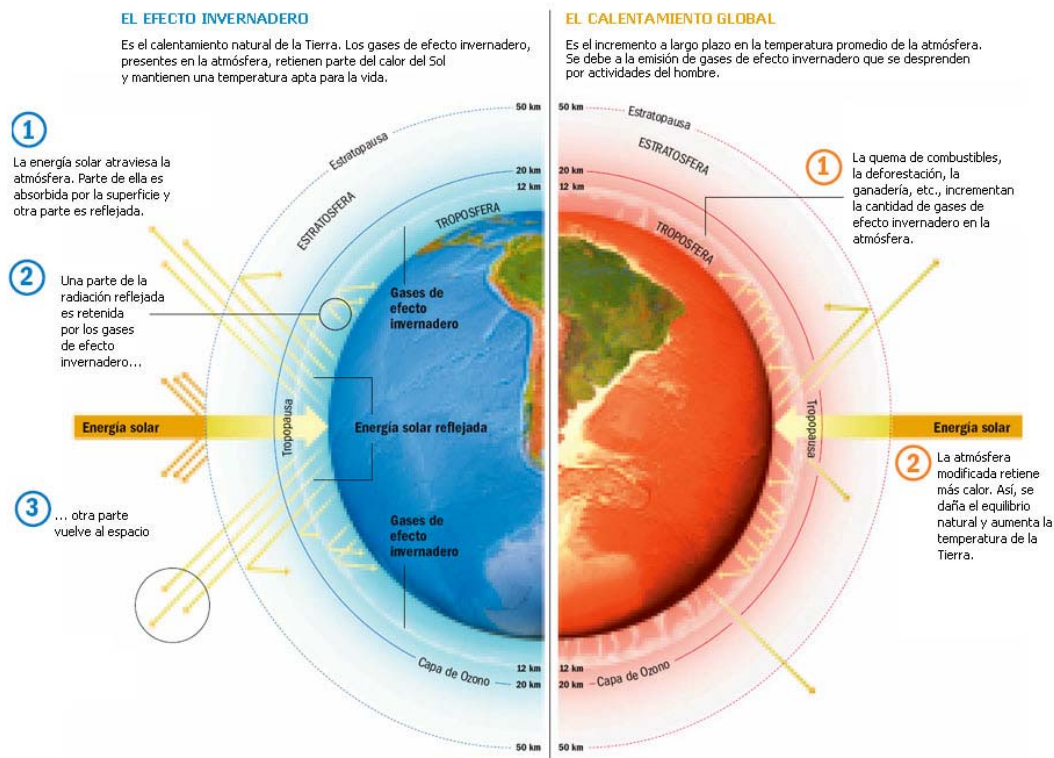 EL EFECTO INVERNADERO
Es el calentamiento natural de la Tierra. Los gases de efecto invernadero,
presentes en la atmósfera, retienen parte del calor del Sol
y mantienen una temperatura apta para la vida.
1
La energía solar atraviesa la
atmósfera. Parte de ella es
absorbida por la superficie y
otra parte es reflejada.
2
Una parte de la
radiación reflejada
es retenida
por los gases
de efecto
invernadero...
Energía solar
3
... otra parte
vuelve al espacio
50 km
Estratopausa
20 km
ESTRATOSFERA
12 km
TROPOSFERA
Gases de
efecto
invernadero
Tropopausa
Energía solar reflejada
Gases de
efecto
invernadero
12 km
Capa de Ozono
20 km
50 km
EL CALENTAMIENTO GLOBAL
Es el incremento a largo plazo en la temperatura promedio de la atmósfera.
Se debe a la emisión de gases de efecto invernadero que se desprenden
por actividades del hombre.
50 km
Estratopausa
ESTRATOSFERA
20 km
12 km
TROPOSFERA
1
La quema de combustibles,
la deforestación, la
ganadería, etc., incrementan
la cantidad de gases de
efecto invernadero en la
atmósfera.
Tropopausa
Energía solar
2
La atmósfera
modificada retiene
más calor. Así, se
daña el equilibrio
natural y aumenta la
temperatura de la
Tierra.
12 km
20 km
Capa de Ozono
50 km